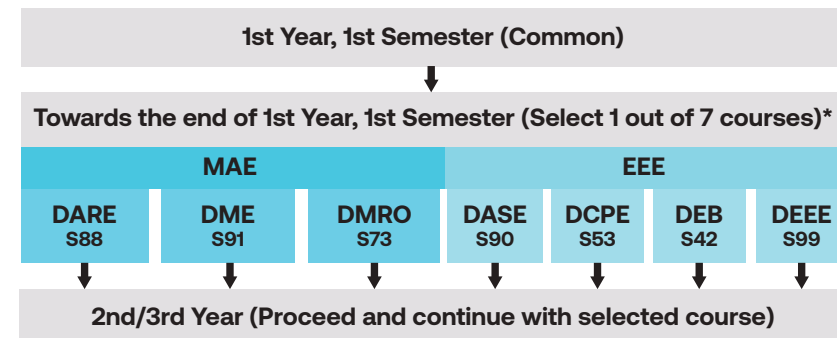 1st Year, 1st Semester (Common)
Towards the end of 1st Year, 1st Semester (Select 1 out of 7 courses)*
MAE EEE
DARE DME DMRO DASE DCPE DEB DEEE
S88 S91 S73 S90 S53 S42 S99
2nd/3rd Year (Proceed and continue with selected course)